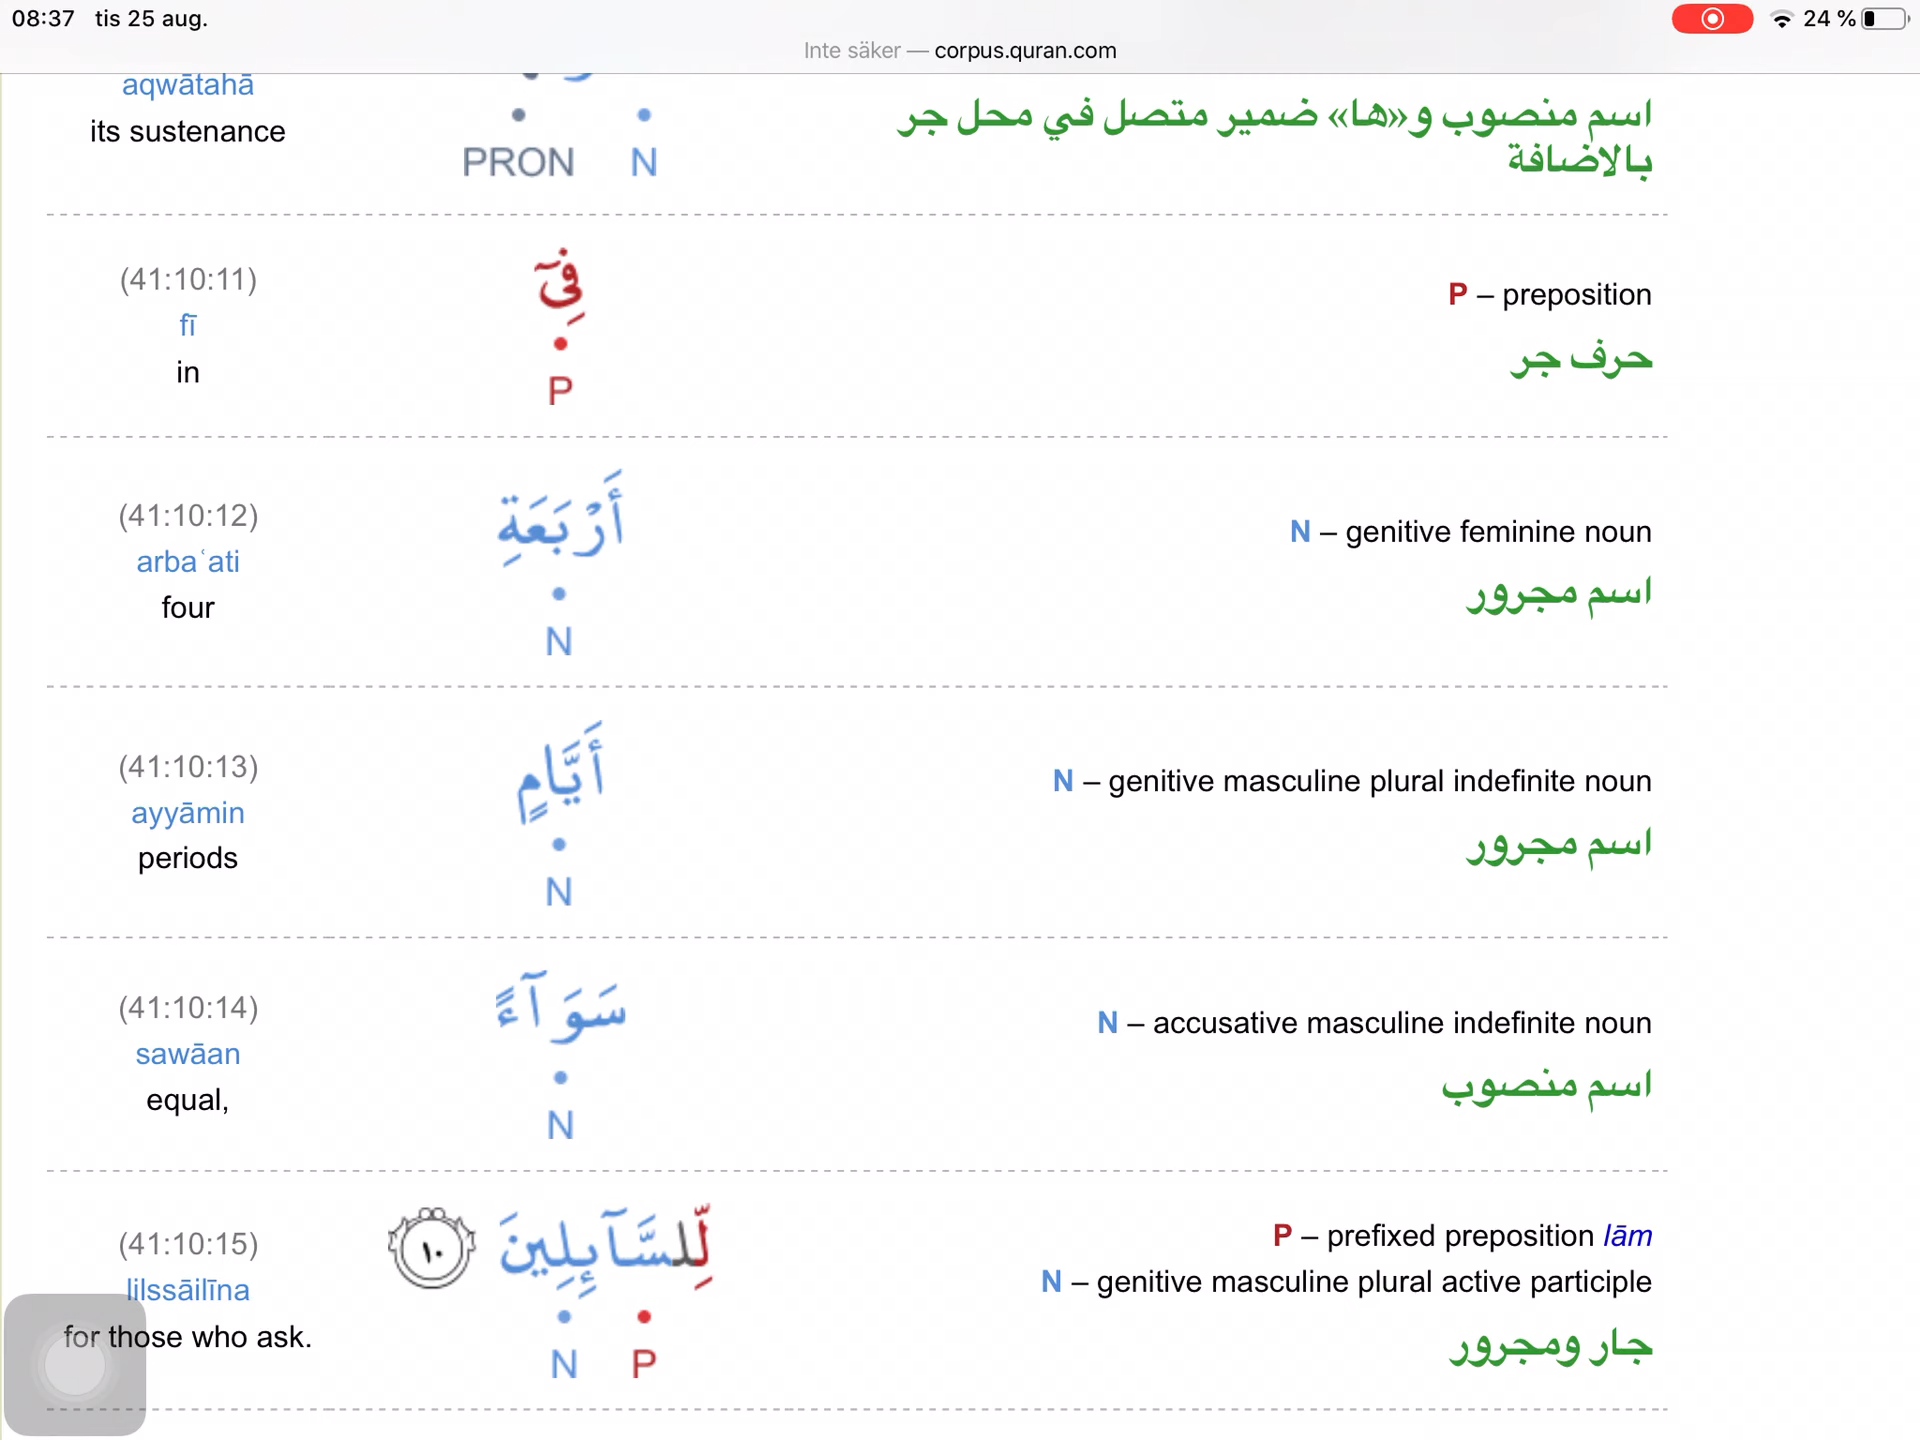 08:37 tis 25 aug.
24 %
Inte säker — corpus.quran.com
aqwātahā
its sustenance
PRON N
اسم منصوب و«ها» ضمير متصل في محل جر
بالاضافة
(41:10:11)
fī
in
فِىٓ
P
P – preposition
حرف جر
(41:10:12)
arbaʿati
four
أَرْبَعَةِ
N
N – genitive feminine noun
اسم مجرور
(41:10:13)
ayyāmin
periods
أَيَّامٍ
N
N – genitive masculine plural indefinite noun
اسم مجرور
(41:10:14)
sawāan
equal,
سَوَآءً
N
N – accusative masculine indefinite noun
اسم منصوب
(41:10:15)
lilssāilīna
for those who ask.
لِّلسَّآئِلِينَ ١٠
N P
P – prefixed preposition lām
N – genitive masculine plural active participle
جار ومجرور